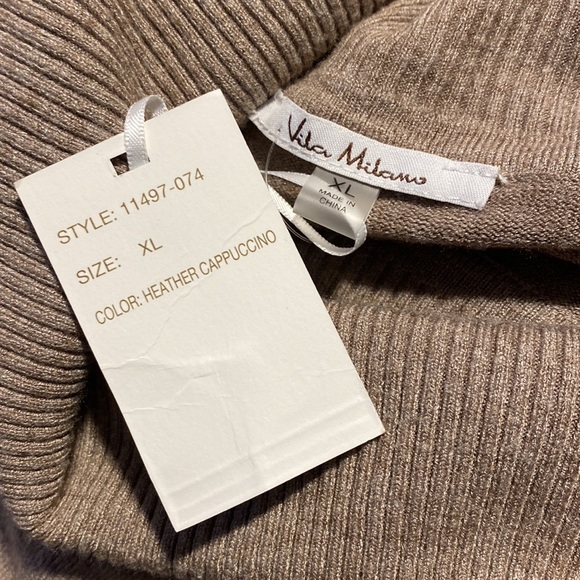 STYLE: 11497-074
SIZE: XL
COLOR: HEATHER CAPPUCCINO
Vila Milano
XL
MADE IN
CHINA